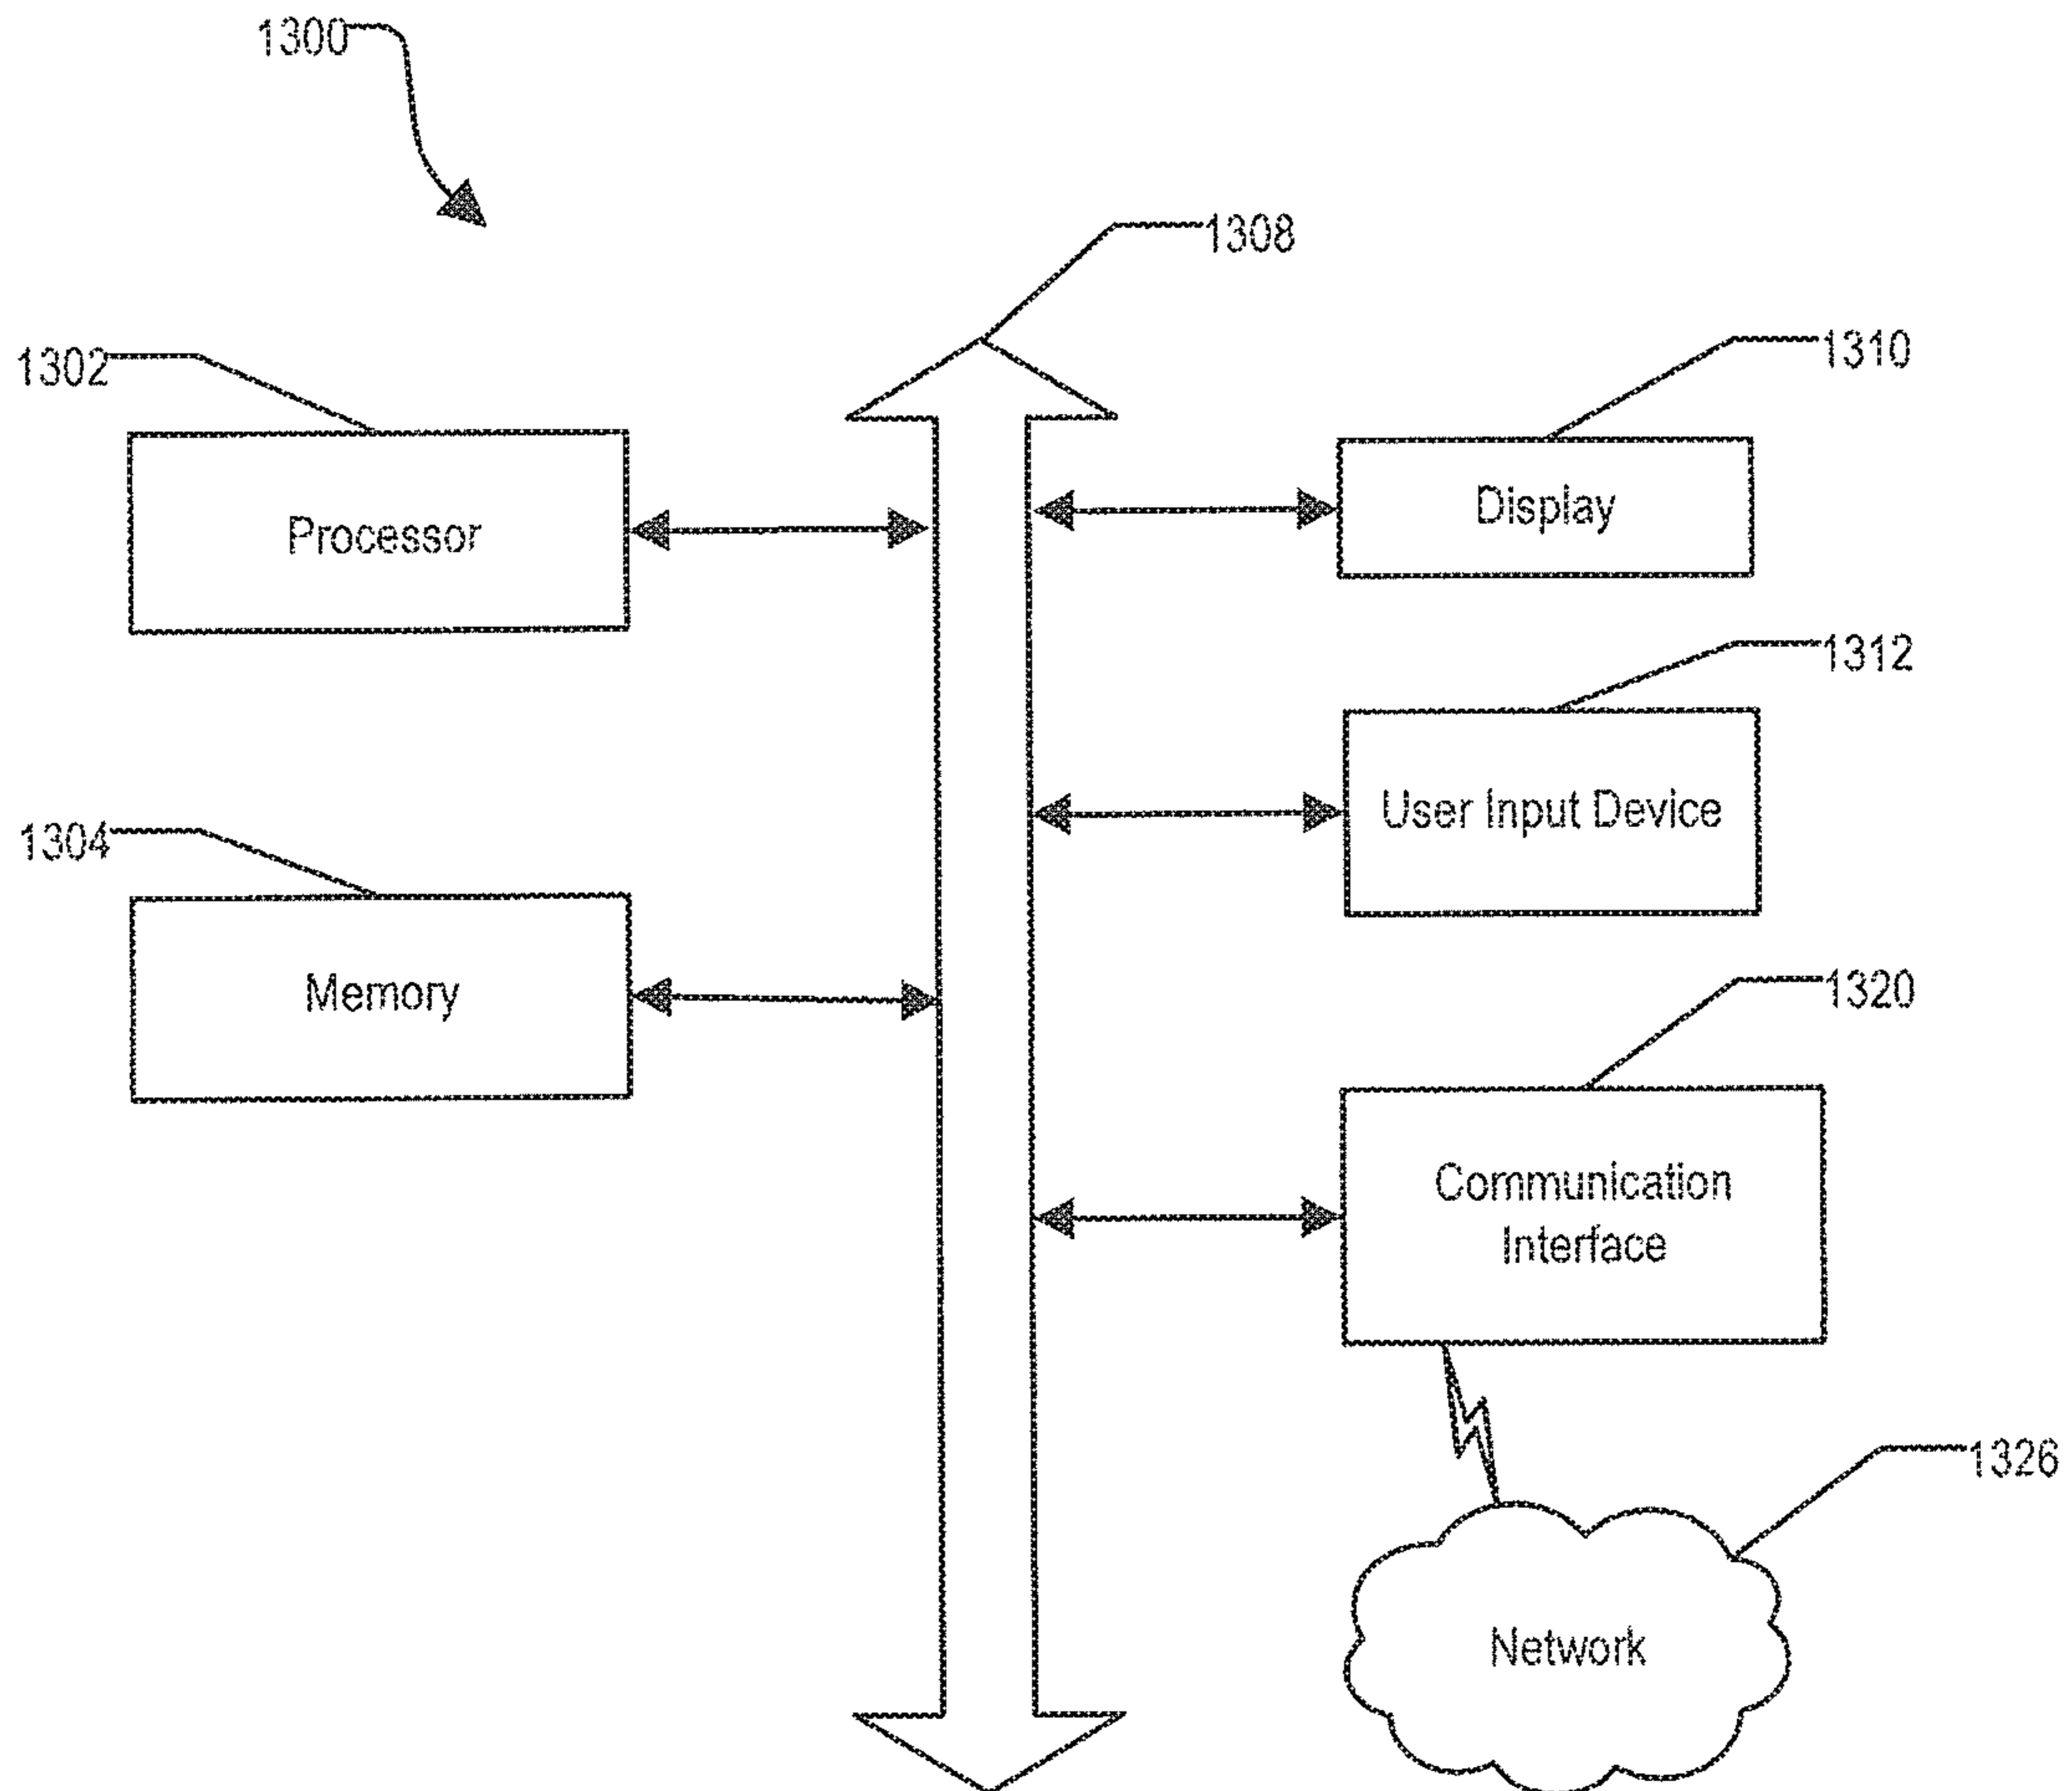 1300
1308
1302
1310
Processor
Display
1312
User Input Device
1304
Memory
1320
Communication
Interface
1326
Network